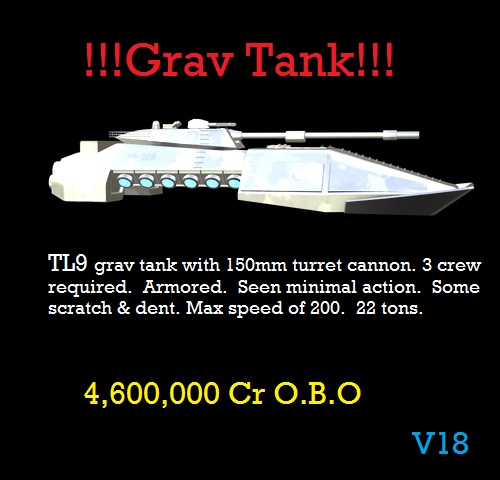 !!!Grav Tank!!!
TL9 grav tank with 150mm turret cannon. 3 crew
required.  Armored.  Seen minimal action.  Some
scratch & dent. Max speed of 200.  22 tons.
4,600,000 Cr O.B.O
V18